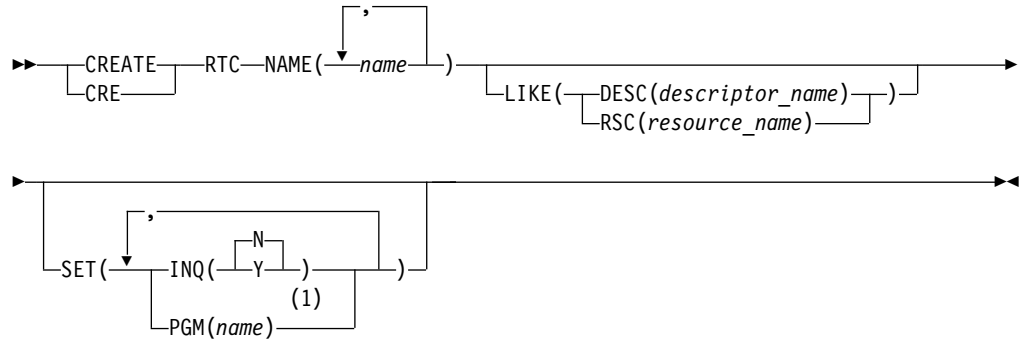 ,
CREATE RTC NAME( name )
CRE LIKE( DESC(descriptor_name) )
RSC(resource_name)
,
N
SET( INQ( Y ) )
(1)
PGM(name)